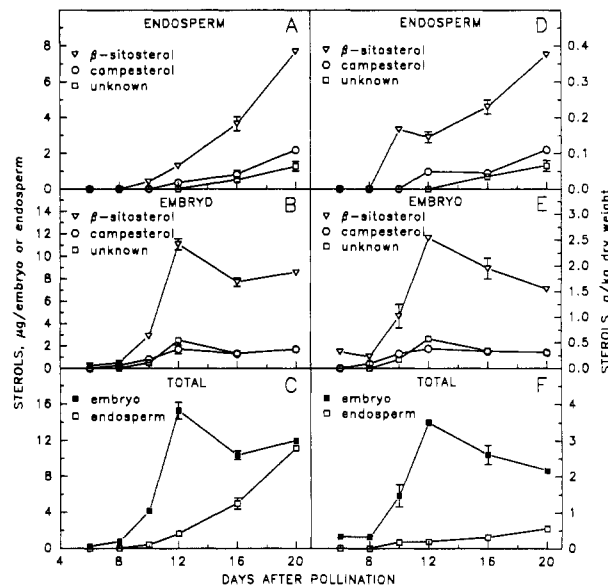 ENDOSPERM
A
8
6
4
2
0
β-sitosterol
campesterol
unknown
ENDOSPERM
D
0.4
0.3
0.2
0.1
0.0
β-sitosterol
campesterol
unknown
STEROLS, μg/embryo or endosperm
EMBRYO
B
14
12
10
8
6
4
2
0
β-sitosterol
campesterol
unknown
EMBRYO
E
3.0
2.5
2.0
1.5
1.0
0.5
0.0
β-sitosterol
campesterol
unknown
STEROLS, g/kg dry weight
TOTAL
C
16
12
8
4
0
embryo
endosperm
TOTAL
F
4
3
2
1
0
embryo
endosperm
4 8 12 16 20
8 12 16 20
DAYS AFTER POLLINATION